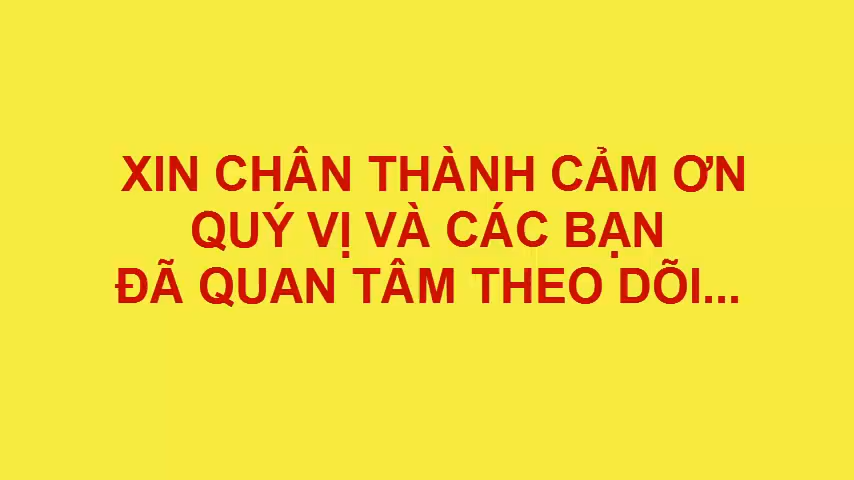 XIN CHÂN THÀNH CẢM ƠN
QUÝ VỊ VÀ CÁC BẠN
ĐÃ QUAN TÂM THEO DÕI...